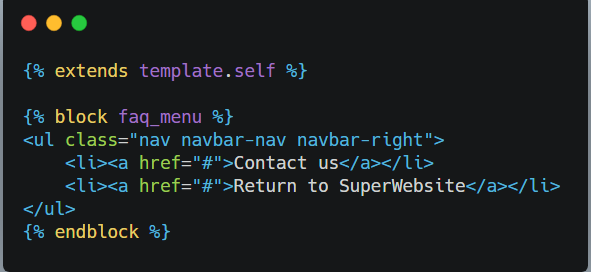 {% extends template.self %}
{% block faq_menu %}
<ul class="nav navbar-nav navbar-right">
    <li><a href="#">Contact us</a></li>
    <li><a href="#">Return to SuperWebsite</a></li>
</ul>
{% endblock %}